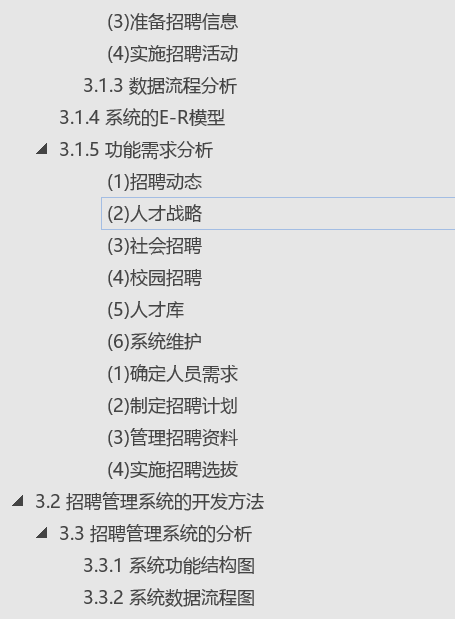 (3)准备招聘信息
(4)实施招聘活动
3.1.3 数据流程分析
3.1.4 系统的E-R模型
3.1.5 功能需求分析
(1)招聘动态
(2)人才战略
(3)社会招聘
(4)校园招聘
(5)人才库
(6)系统维护
(1)确定人员需求
(2)制定招聘计划
(3)管理招聘资料
(4)实施招聘选拔
3.2 招聘管理系统的开发方法
3.3 招聘管理系统的分析
3.3.1 系统功能结构图
3.3.2 系统数据流程图